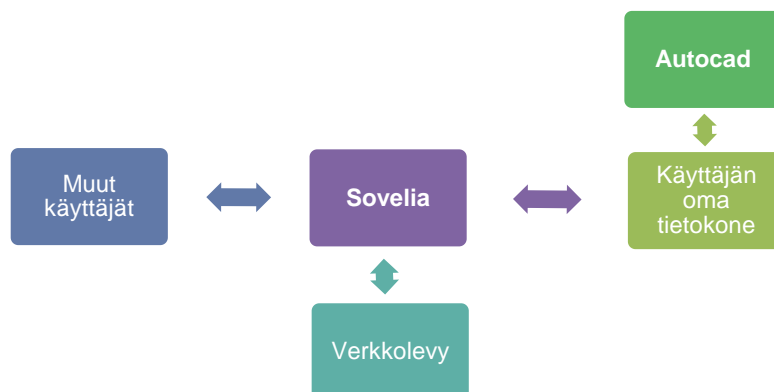 Autocad
Muut
käyttäjät
Sovelia
Käyttäjän
oma
tietokone
Verkkolevy